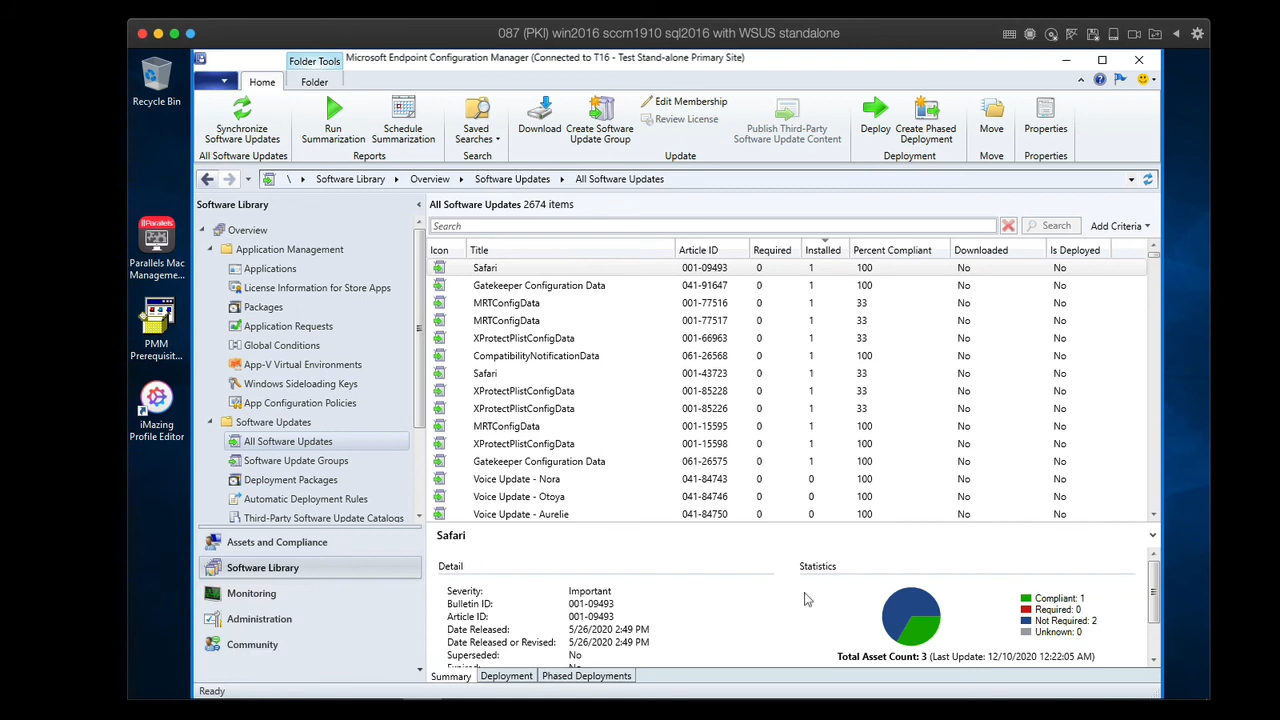 087 (PKI) win2016 sccm1910 sql2016 with WSUS standalone
Recycle Bin
Parallels
Parallels Mac
Manageme...
PMM
Prerequisit...
iMazing
Profile Editor
Folder Tools
Microsoft Endpoint Configuration Manager (Connected to T16 - Test Stand-alone Primary Site)
Home
Folder
Synchronize
Software Updates
All Software Updates
Run
Summarization
Schedule
Summarization
Reports
Saved
Searches
Search
Download
Create Software
Update Group
Edit Membership
Review License
Update
Publish Third-Party
Software Update Content
Deploy
Create Phased
Deployment
Deployment
Move
Move
Properties
Properties
\ Software Library Overview Software Updates All Software Updates
Software Library
Overview
Application Management
Applications
License Information for Store Apps
Packages
Application Requests
Global Conditions
App-V Virtual Environments
Windows Sideloading Keys
App Configuration Policies
Software Updates
All Software Updates
Software Update Groups
Deployment Packages
Automatic Deployment Rules
Third-Party Software Update Catalogs
Assets and Compliance
Software Library
Monitoring
Administration
Community
All Software Updates 2674 items
Search
Search
Add Criteria
Icon Title Article ID Required Installed Percent Compliant Downloaded Is Deployed
Safari 001-09493 0 1 100 No No
Gatekeeper Configuration Data 041-91647 0 1 100 No No
MRTConfigData 001-77516 0 1 33 No No
MRTConfigData 001-77517 0 1 33 No No
XProtectPlistConfigData 001-66963 0 1 33 No No
CompatibilityNotificationData 061-26568 0 1 100 No No
Safari 001-43723 0 1 33 No No
XProtectPlistConfigData 001-85228 0 1 33 No No
XProtectPlistConfigData 001-85226 0 1 33 No No
MRTConfigData 001-15595 0 1 100 No No
XProtectPlistConfigData 001-15598 0 1 100 No No
Gatekeeper Configuration Data 061-26575 0 1 100 No No
Voice Update - Nora 041-84743 0 0 100 No No
Voice Update - Otoya 041-84746 0 0 100 No No
Voice Update - Aurelie 041-84750 0 0 100 No No
Safari
Detail
Severity: Important
Bulletin ID: 001-09493
Article ID: 001-09493
Date Released: 5/26/2020 2:49 PM
Date Released or Revised: 5/26/2020 2:49 PM
Superseded: No
Statistics
Compliant: 1
Required: 0
Not Required: 2
Unknown: 0
Total Asset Count: 3 (Last Update: 12/10/2020 12:22:05 AM)
Summary Deployment Phased Deployments
Ready